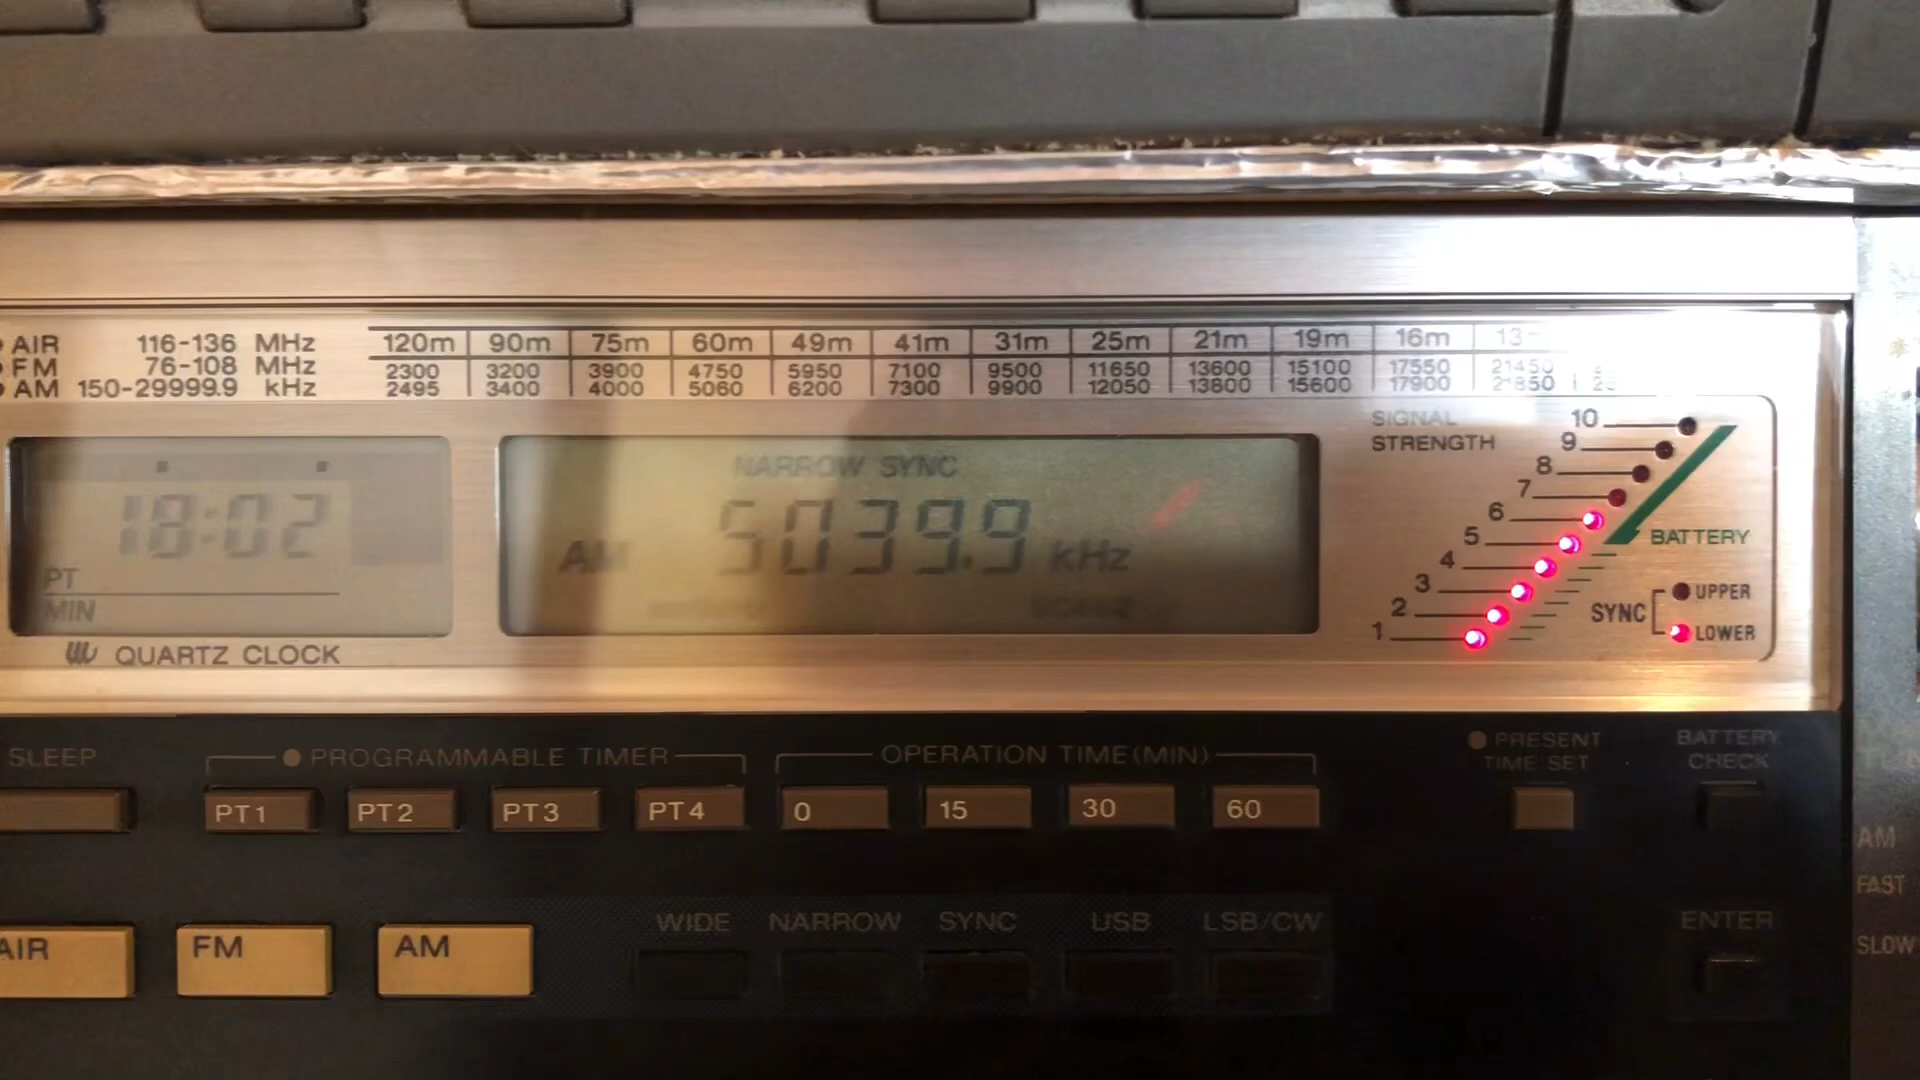 AIR 116-136 MHz
FM 76-108 MHz
AM 150-29999.9 kHz
120m 90m 75m 60m 49m 41m 31m 25m 21m 19m 16m 13
2300 3200 3900 4750 5950 7100 9500 11650 13600 15100 17550 21450
2495 3400 4000 5060 6200 7300 9900 12050 13800 15600 17900 21850
18:02
PT
MIN
QUARTZ CLOCK
NARROW SYNC
AM 5039.9 kHz
SIGNAL
STRENGTH
10
9
8
7
6
5
4
3
2
1
BATTERY
SYNC
UPPER
LOWER
SLEEP
PROGRAMMABLE TIMER
OPERATION TIME(MIN)
PRESENT
TIME SET
BATTERY
CHECK
PT1 PT2 PT3 PT4 0 15 30 60
AM
FAST
SLOW
WIDE NARROW SYNC USB LSB/CW ENTER
AIR FM AM